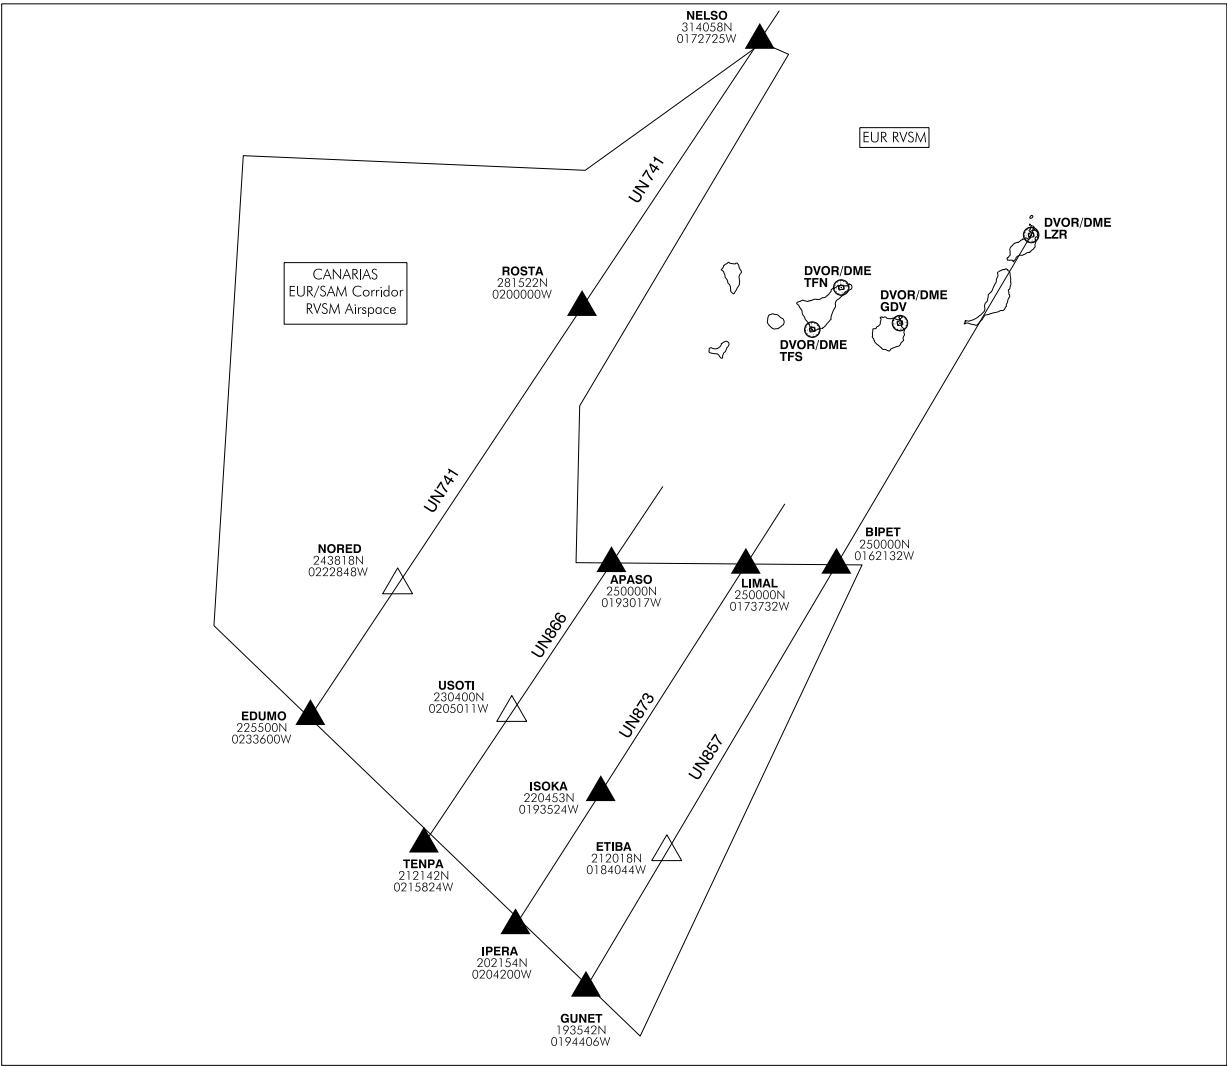 NELSO
314058N
0172725W
EUR RVSM
UN741
DVOR/DME
LZR
CANARIAS
EUR/SAM Corridor
RVSM Airspace
ROSTA
281522N
0200000W
DVOR/DME
TFN
DVOR/DME
GDV
DVOR/DME
TFS
UN741
NORED
243818N
0222848W
BIPET
250000N
0162132W
APASO
250000N
0193017W
LIMAL
250000N
0173732W
UN866
USOTI
230400N
0205011W
EDUMO
225500N
0233600W
UN873
UN857
ISOKA
220453N
0193524W
ETIBA
212018N
0184044W
TENPA
212142N
0215824W
IPERA
202154N
0204200W
GUNET
193542N
0194406W